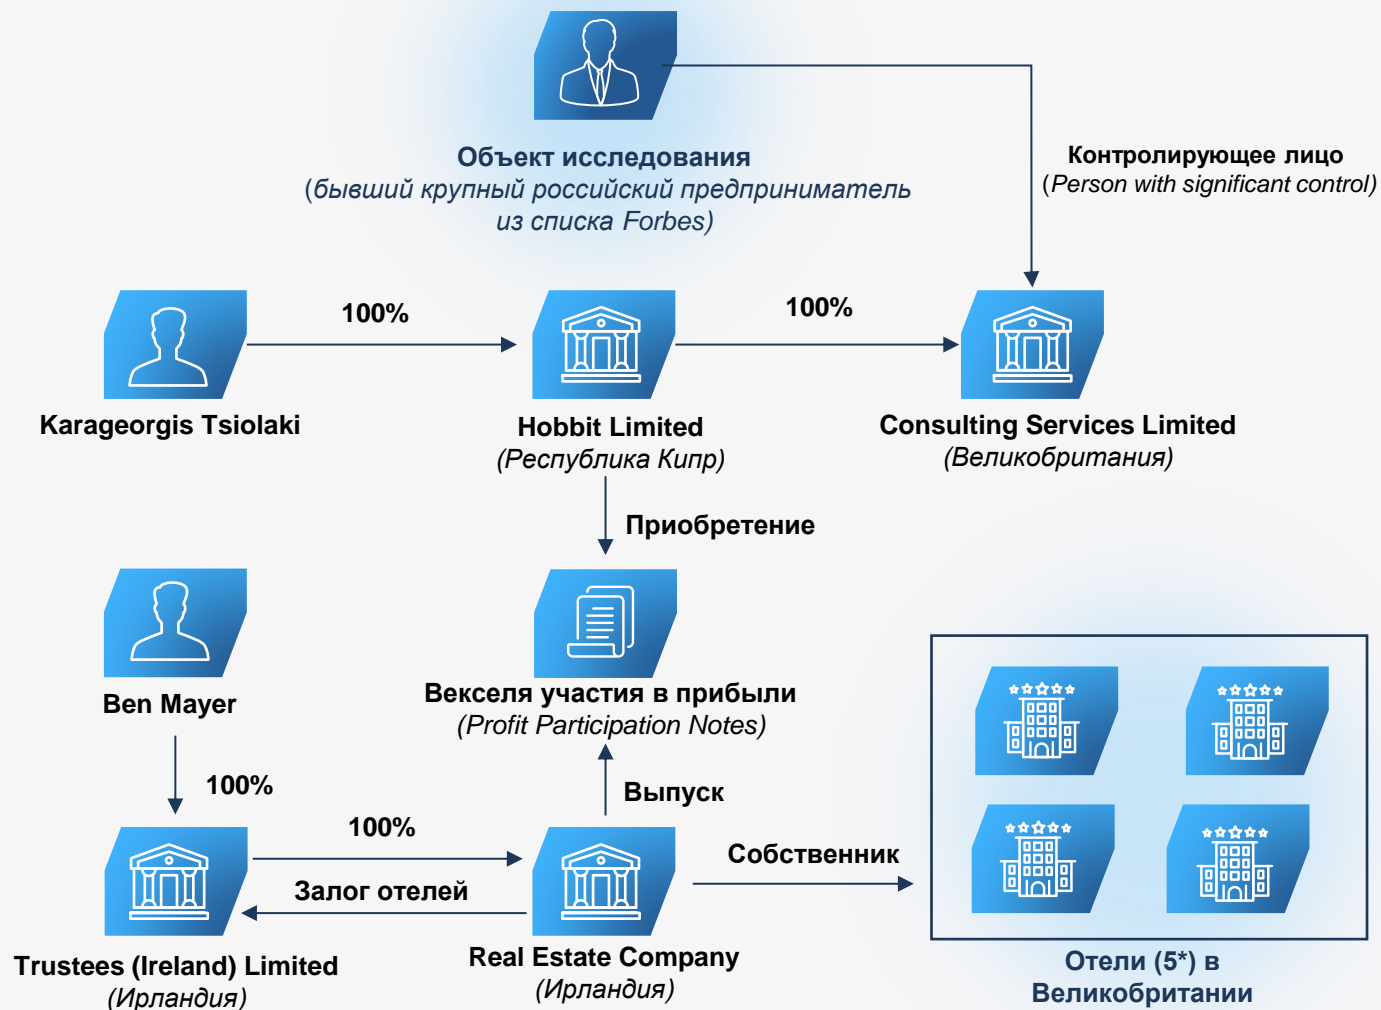 Объект исследования
(бывший крупный российский предприниматель
из списка Forbes)
Контролирующее лицо
(Person with significant control)
100%
100%
Karageorgis Tsiolaki
Hobbit Limited
(Республика Кипр)
Consulting Services Limited
(Великобритания)
Приобретение
Ben Mayer
Векселя участия в прибыли
(Profit Participation Notes)
100%
Выпуск
100%
Собственник
Залог отелей
Trustees (Ireland) Limited
(Ирландия)
Real Estate Company
(Ирландия)
Отели (5*) в
Великобритании